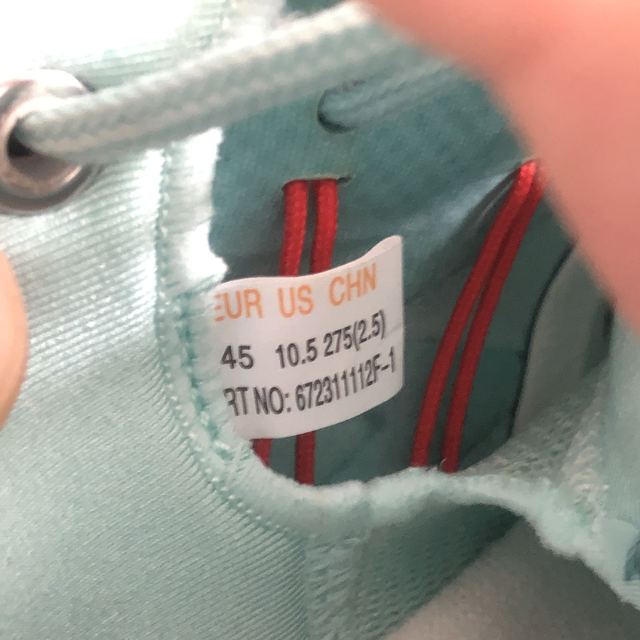 EUR US CHN
45 10.5 275(2.5)
RT NO: 672311112F-1